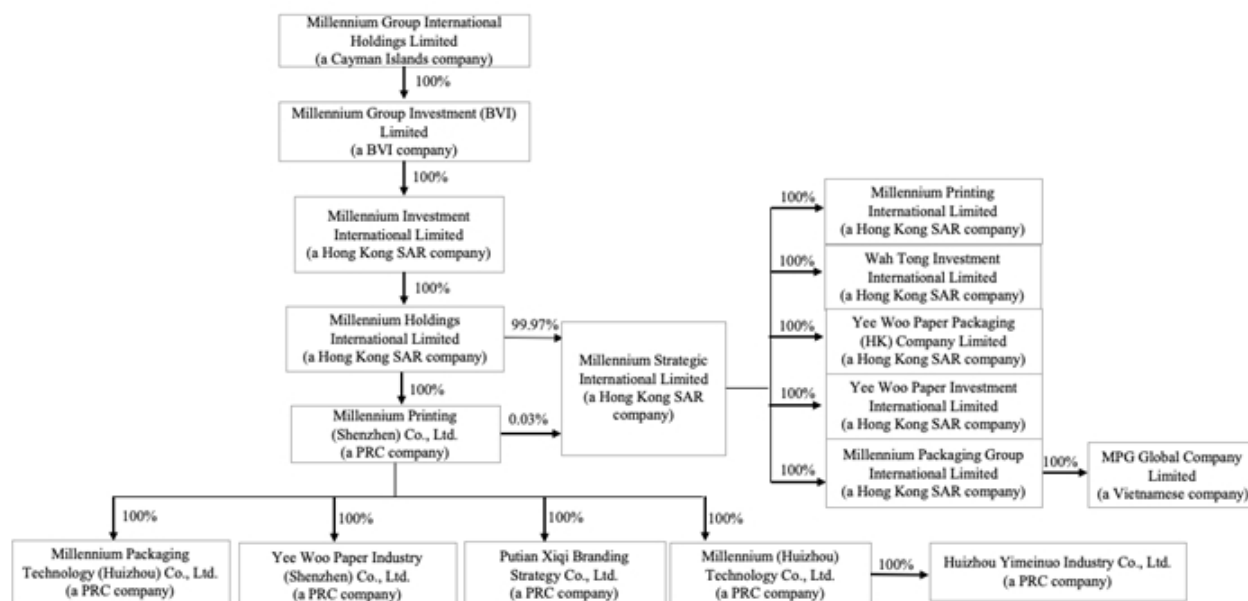 Millennium Group International
Holdings Limited
(a Cayman Islands company)
100%
Millennium Group Investment (BVI)
Limited
(a BVI company)
100%
Millennium Investment
International Limited
(a Hong Kong SAR company)
100%
Millennium Holdings
International Limited
(a Hong Kong SAR company)
99.97%
100%
Millennium Printing
(Shenzhen) Co., Ltd.
(a PRC company)
0.03%
Millennium Strategic
International Limited
(a Hong Kong SAR
company)
100%
Millennium Printing
International Limited
(a Hong Kong SAR company)
100%
Wah Tong Investment
International Limited
(a Hong Kong SAR company)
100%
Yee Woo Paper Packaging
(HK) Company Limited
(a Hong Kong SAR company)
100%
Yee Woo Paper Investment
International Limited
(a Hong Kong SAR company)
100%
Millennium Packaging Group
International Limited
(a Hong Kong SAR company)
100%
MPG Global Company
Limited
(a Vietnamese company)
100%
Millennium Packaging
Technology (Huizhou) Co., Ltd.
(a PRC company)
100%
Yee Woo Paper Industry
(Shenzhen) Co., Ltd.
(a PRC company)
100%
Putian Xiqi Branding
Strategy Co., Ltd.
(a PRC company)
100%
Millennium (Huizhou)
Technology Co., Ltd.
(a PRC company)
100%
Huizhou Yimeinuo Industry Co., Ltd.
(a PRC company)